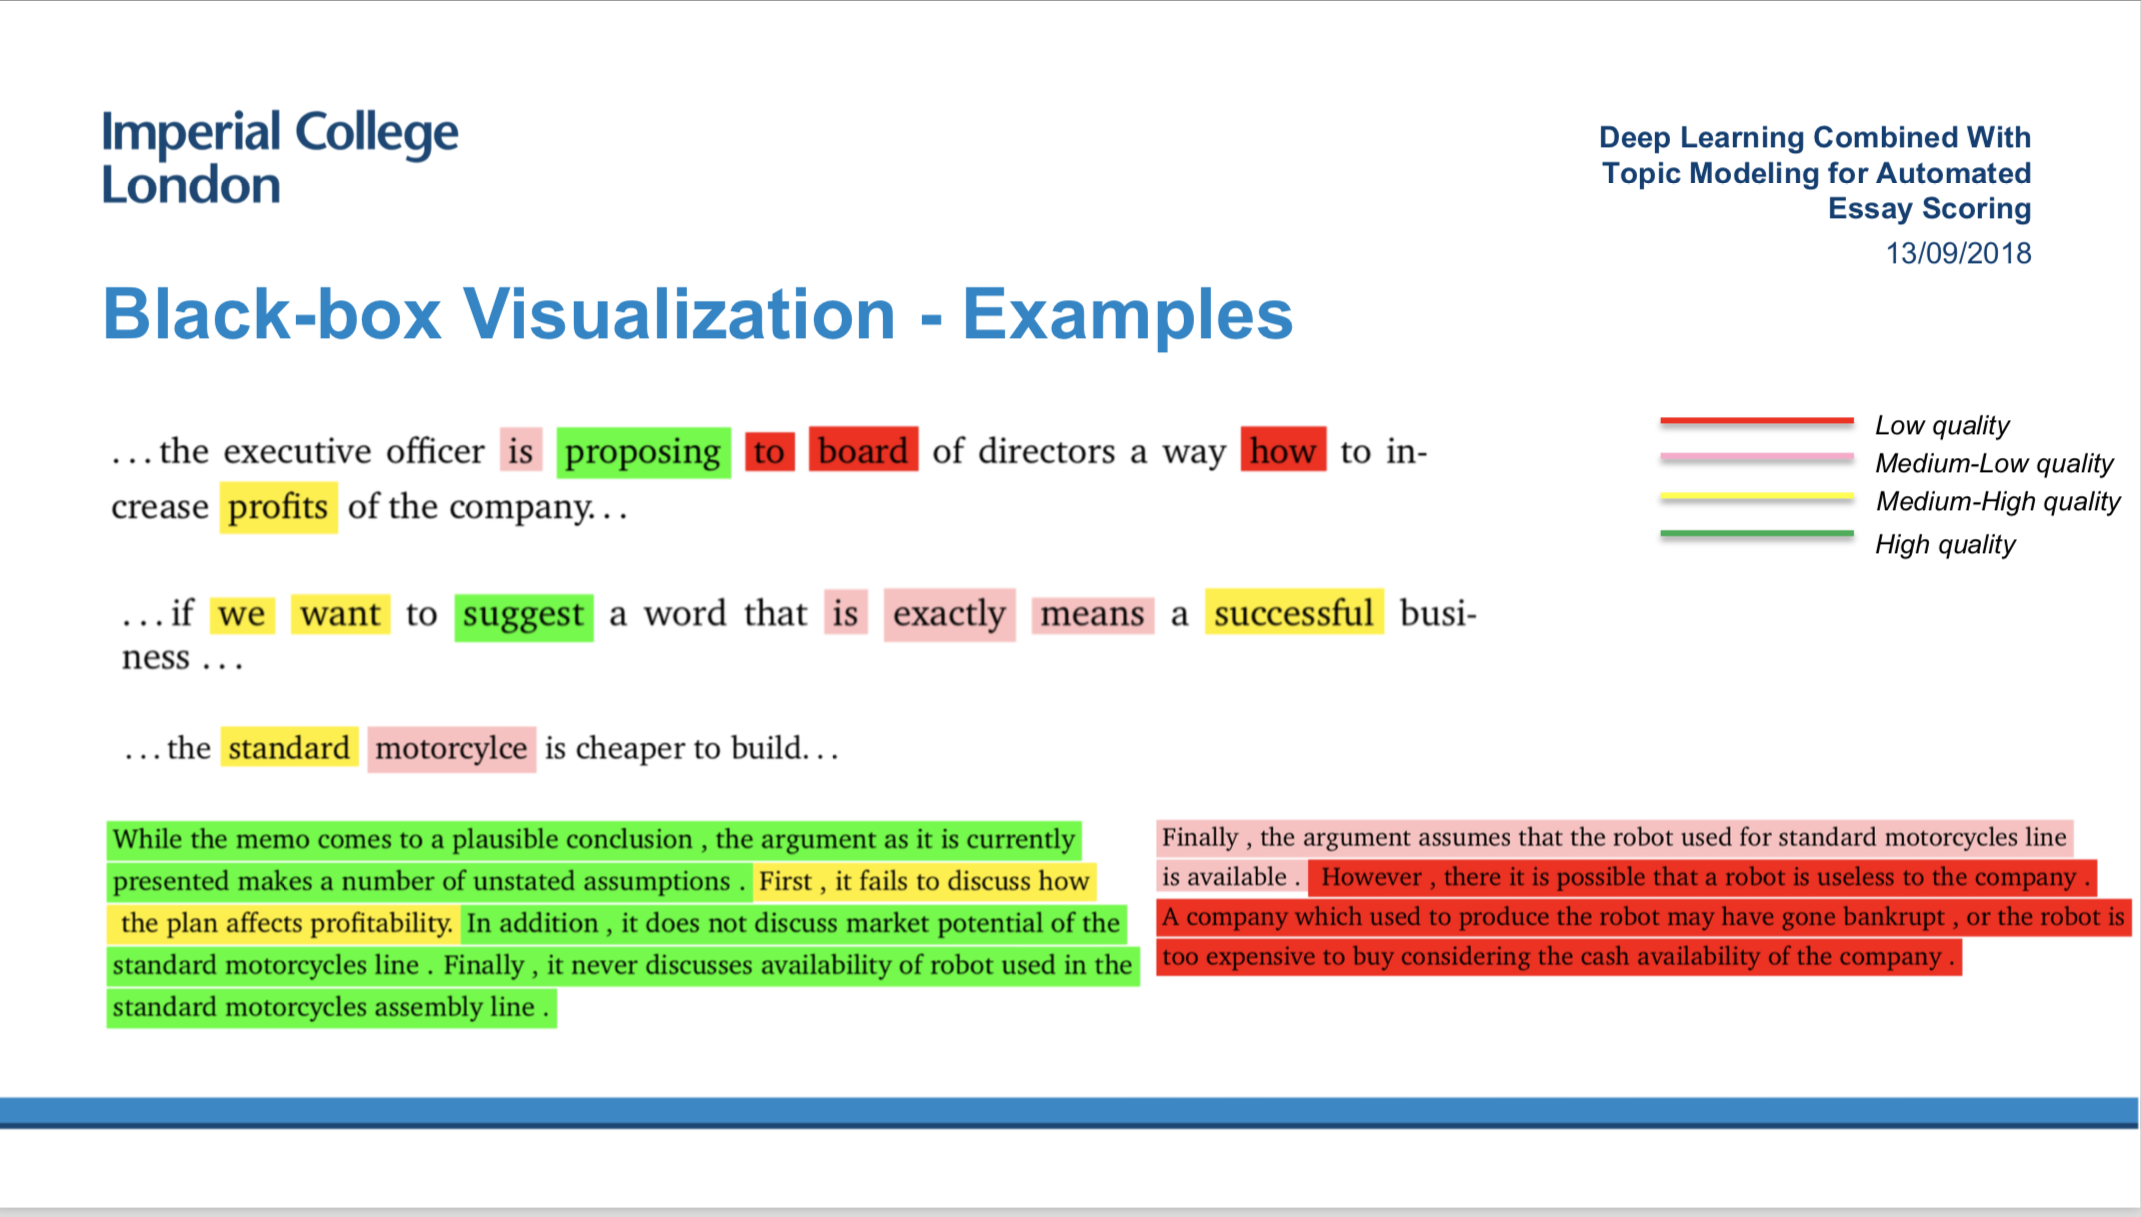 Imperial College
London
Deep Learning Combined With
Topic Modeling for Automated
Essay Scoring
13/09/2018
Black-box Visualization - Examples
...the executive officer is proposing to board of directors a way how to in-
crease profits of the company...
...if we want to suggest a word that is exactly means a successful busi-
ness ...
...the standard motorcylce is cheaper to build...
Low quality
Medium-Low quality
Medium-High quality
High quality
While the memo comes to a plausible conclusion , the argument as it is currently
presented makes a number of unstated assumptions . First , it fails to discuss how
the plan affects profitability. In addition , it does not discuss market potential of the
standard motorcycles line . Finally , it never discusses availability of robot used in the
standard motorcycles assembly line .
Finally , the argument assumes that the robot used for standard motorcycles line
is available . However , there it is possible that a robot is useless to the company .
A company which used to produce the robot may have gone bankrupt , or the robot is
too expensive to buy considering the cash availability of the company .